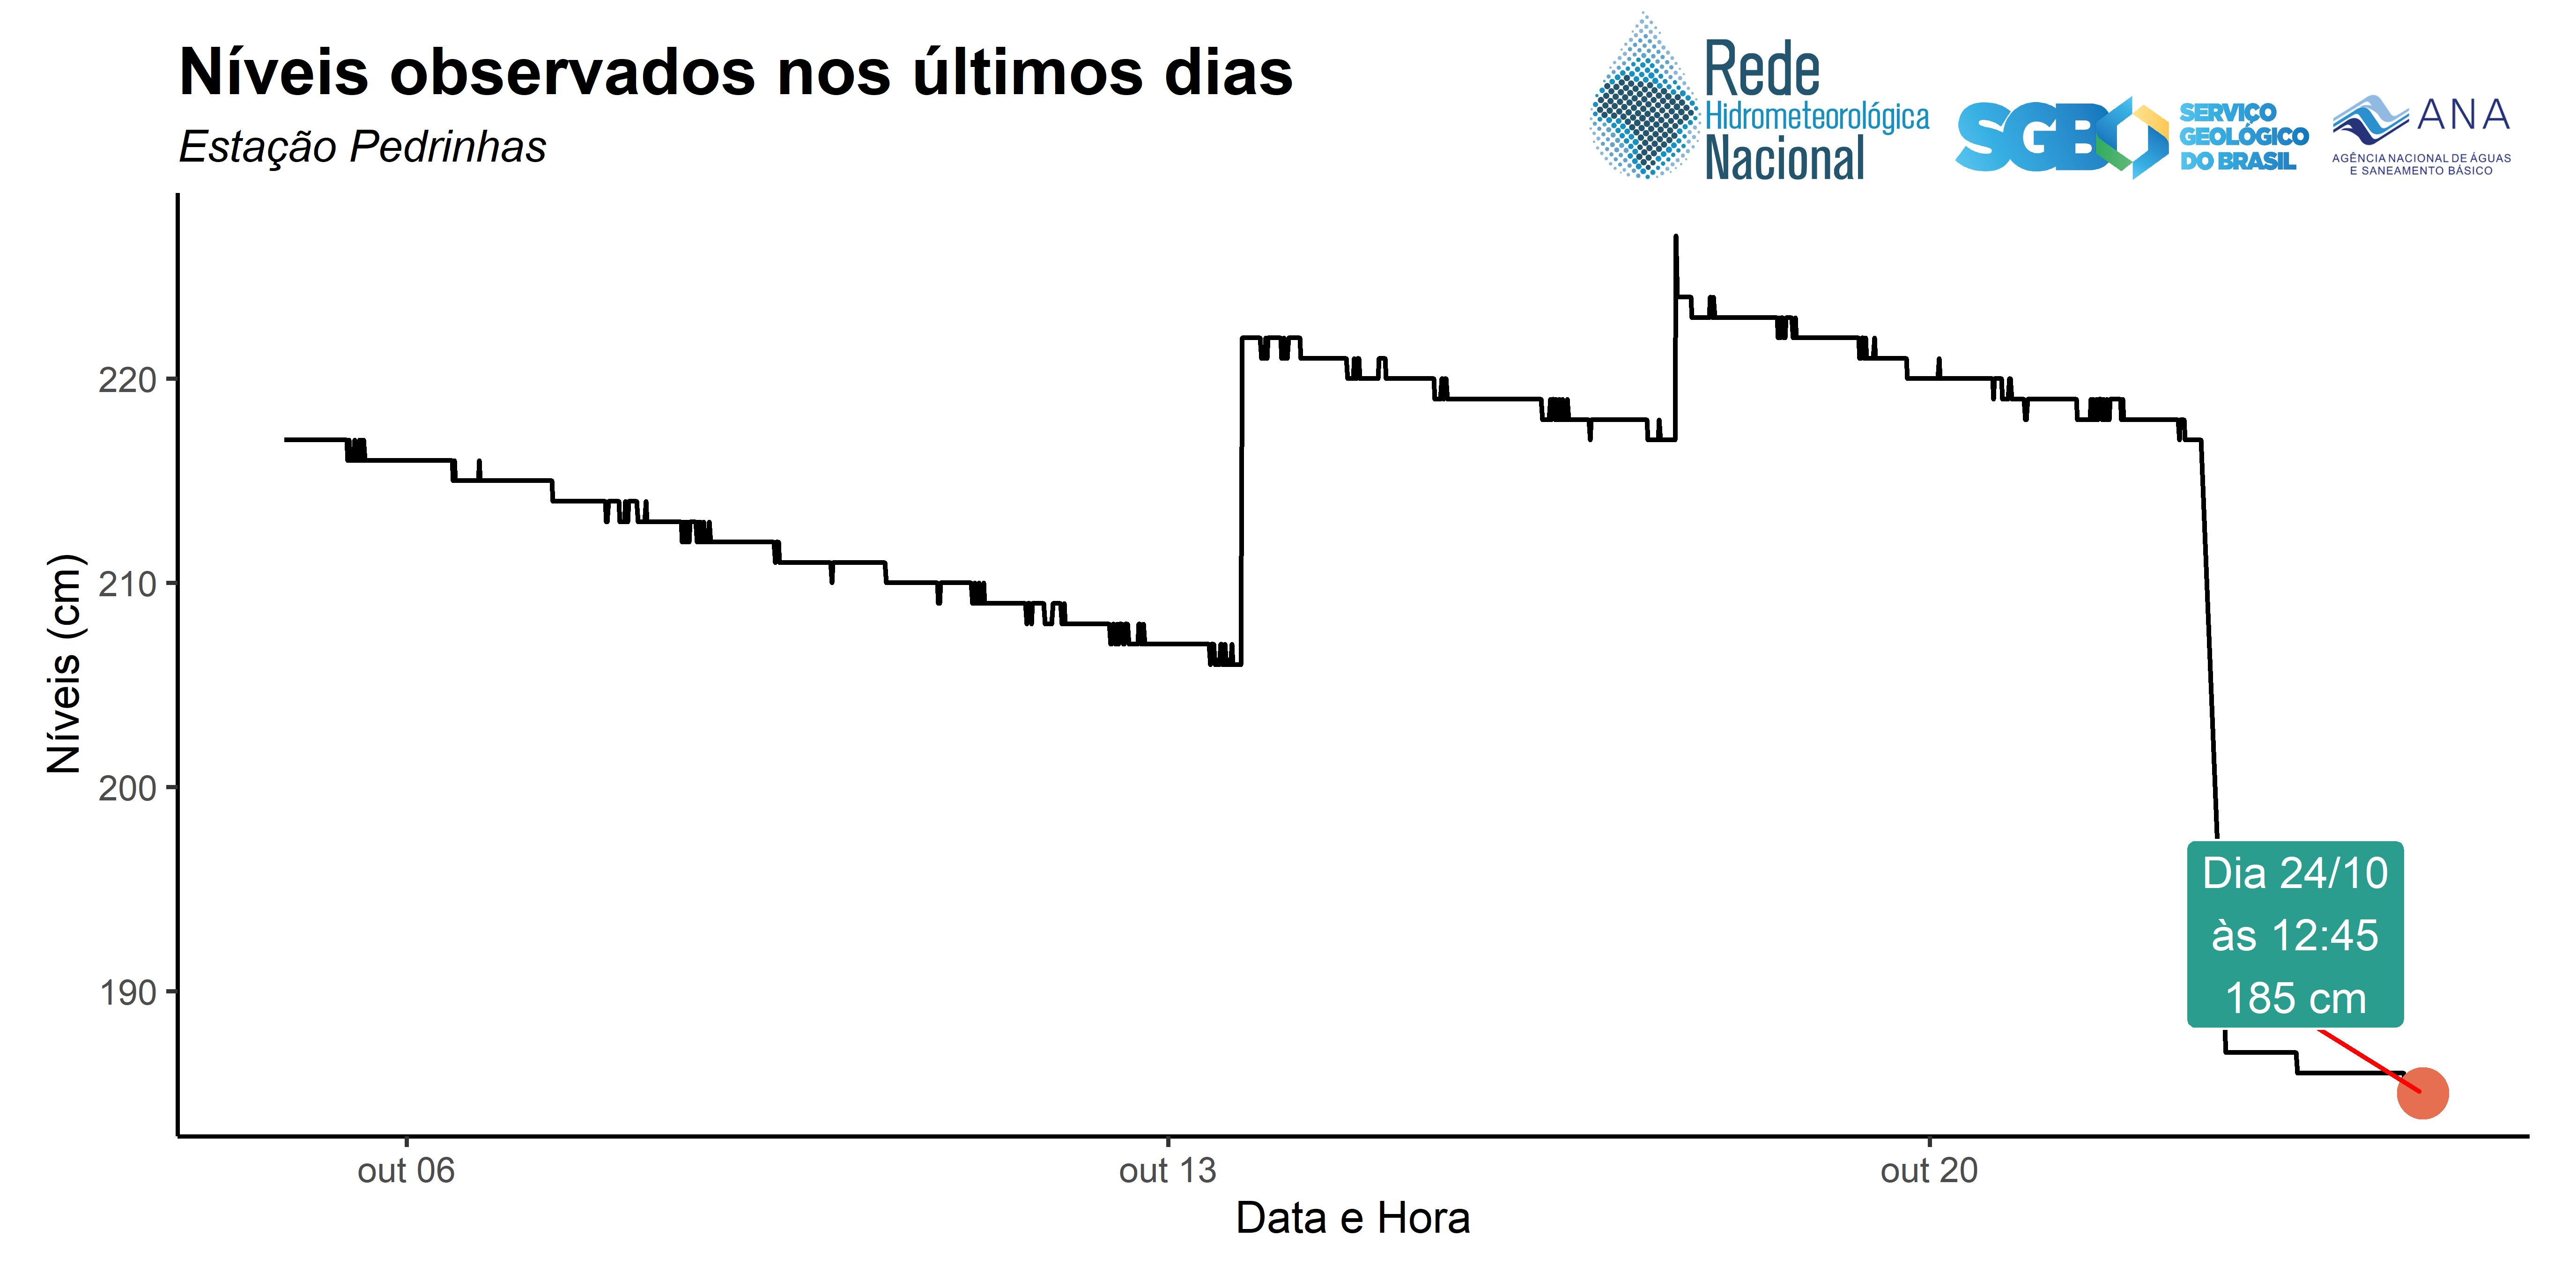 Níveis observados nos últimos dias
Estação Pedrinhas
Rede
Hidrometeorológica
Nacional
SGB
SERVIÇO
GEOLÓGICO
DO BRASIL
ANA
AGÊNCIA NACIONAL DE ÁGUAS
E SANEAMENTO BÁSICO
Níveis (cm)
220
210
200
190
Dia 24/10
às 12:45
185 cm
out 06
out 13
out 20
Data e Hora